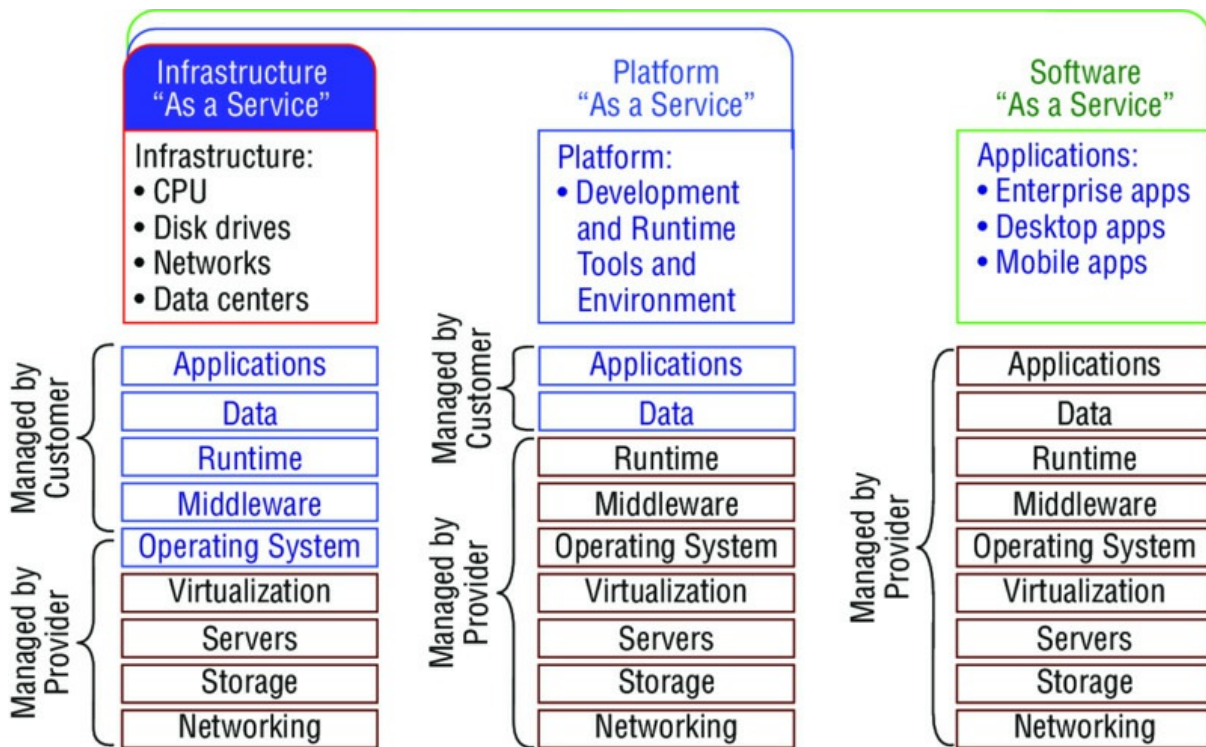 Infrastructure
“As a Service”
Platform
“As a Service”
Software
“As a Service”
Infrastructure:
• CPU
• Disk drives
• Networks
• Data centers
Platform:
• Development
and Runtime
Tools and
Environment
Applications:
• Enterprise apps
• Desktop apps
• Mobile apps
Managed by
Customer
Applications
Data
Runtime
Middleware
Managed by
Provider
Operating System
Virtualization
Servers
Storage
Networking
Managed by
Customer
Applications
Data
Managed by
Provider
Runtime
Middleware
Operating System
Virtualization
Servers
Storage
Networking
Managed by
Provider
Applications
Data
Runtime
Middleware
Operating System
Virtualization
Servers
Storage
Networking